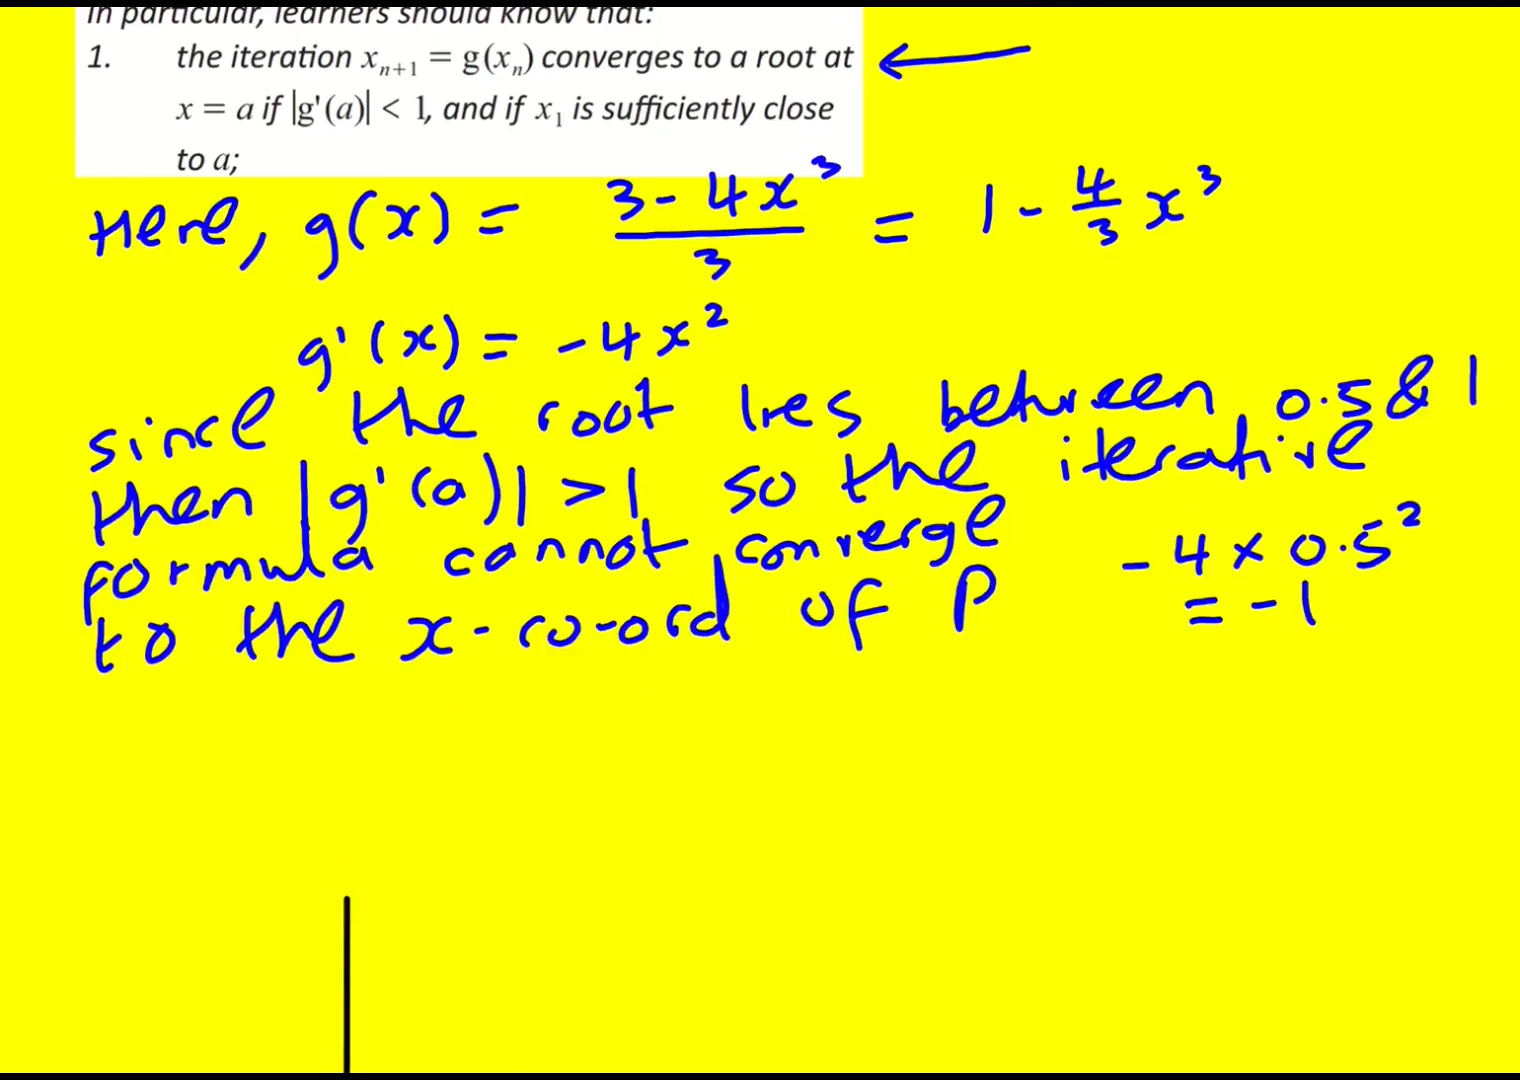 In particular, learners should know that:
1. the iteration xₙ₊₁ = g(xₙ) converges to a root at
x = a if |g'(a)| < 1, and if x₁ is sufficiently close
to a;
Here, g(x) = (3 - 4x³)/3 = 1 - 4/3 x³
g'(x) = -4x²
since the root lies between 0.5 & 1
then |g'(a)| > 1 so the iterative
formula cannot converge
to the x-co-ord of P
-4 × 0.5²
= -1